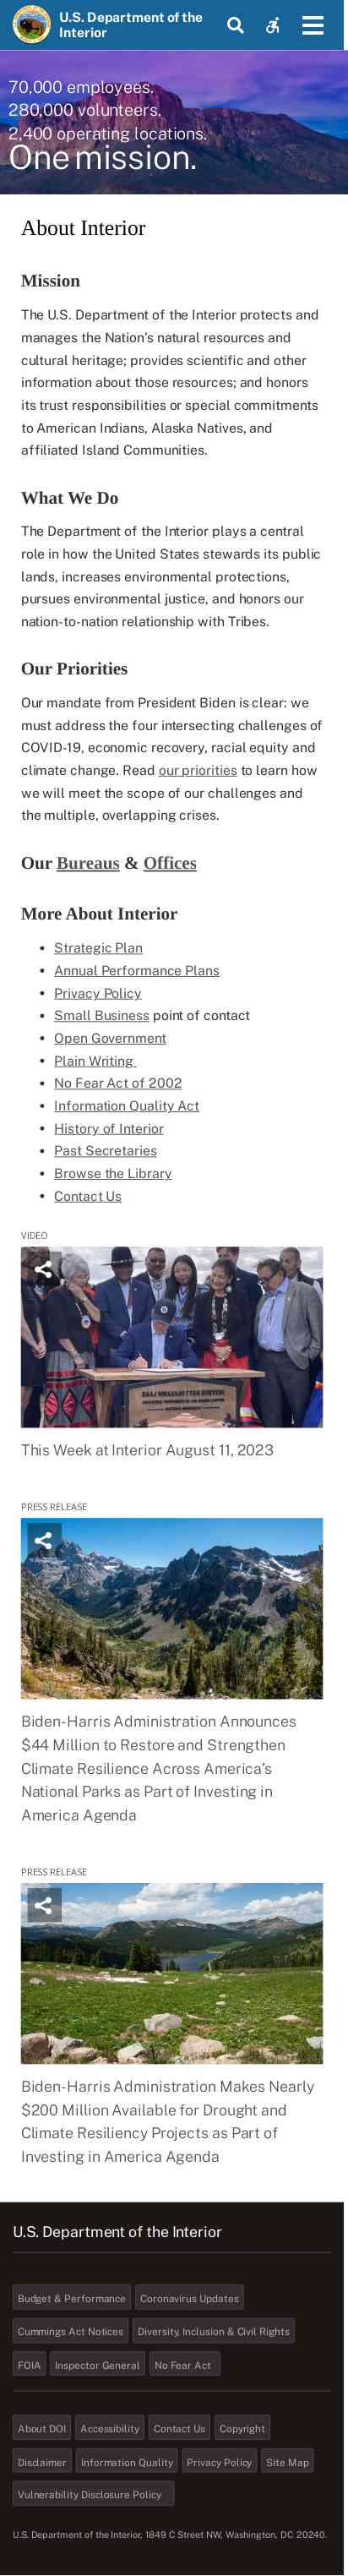 U.S. Department of the
Interior
70,000 employees.
280,000 volunteers.
2,400 operating locations.
One mission.
About Interior
Mission
The U.S. Department of the Interior protects and
manages the Nation's natural resources and
cultural heritage; provides scientific and other
information about those resources; and honors
its trust responsibilities or special commitments
to American Indians, Alaska Natives, and
affiliated Island Communities.
What We Do
The Department of the Interior plays a central
role in how the United States stewards its public
lands, increases environmental protections,
pursues environmental justice, and honors our
nation-to-nation relationship with Tribes.
Our Priorities
Our mandate from President Biden is clear: we
must address the four intersecting challenges of
COVID-19, economic recovery, racial equity and
climate change. Read our priorities to learn how
we will meet the scope of our challenges and
the multiple, overlapping crises.
Our Bureaus & Offices
More About Interior
• Strategic Plan
• Annual Performance Plans
• Privacy Policy
• Small Business point of contact
• Open Government
• Plain Writing
• No Fear Act of 2002
• Information Quality Act
• History of Interior
• Past Secretaries
• Browse the Library
• Contact Us
VIDEO
This Week at Interior August 11, 2023
PRESS RELEASE
Biden-Harris Administration Announces
$44 Million to Restore and Strengthen
Climate Resilience Across America's
National Parks as Part of Investing in
America Agenda
PRESS RELEASE
Biden-Harris Administration Makes Nearly
$200 Million Available for Drought and
Climate Resiliency Projects as Part of
Investing in America Agenda
U.S. Department of the Interior
Budget & Performance Coronavirus Updates
Cummings Act Notices Diversity, Inclusion & Civil Rights
FOIA Inspector General No Fear Act
About DOI Accessibility Contact Us Copyright
Disclaimer Information Quality Privacy Policy Site Map
Vulnerability Disclosure Policy
U.S. Department of the Interior, 1849 C Street NW, Washington, DC 20240.